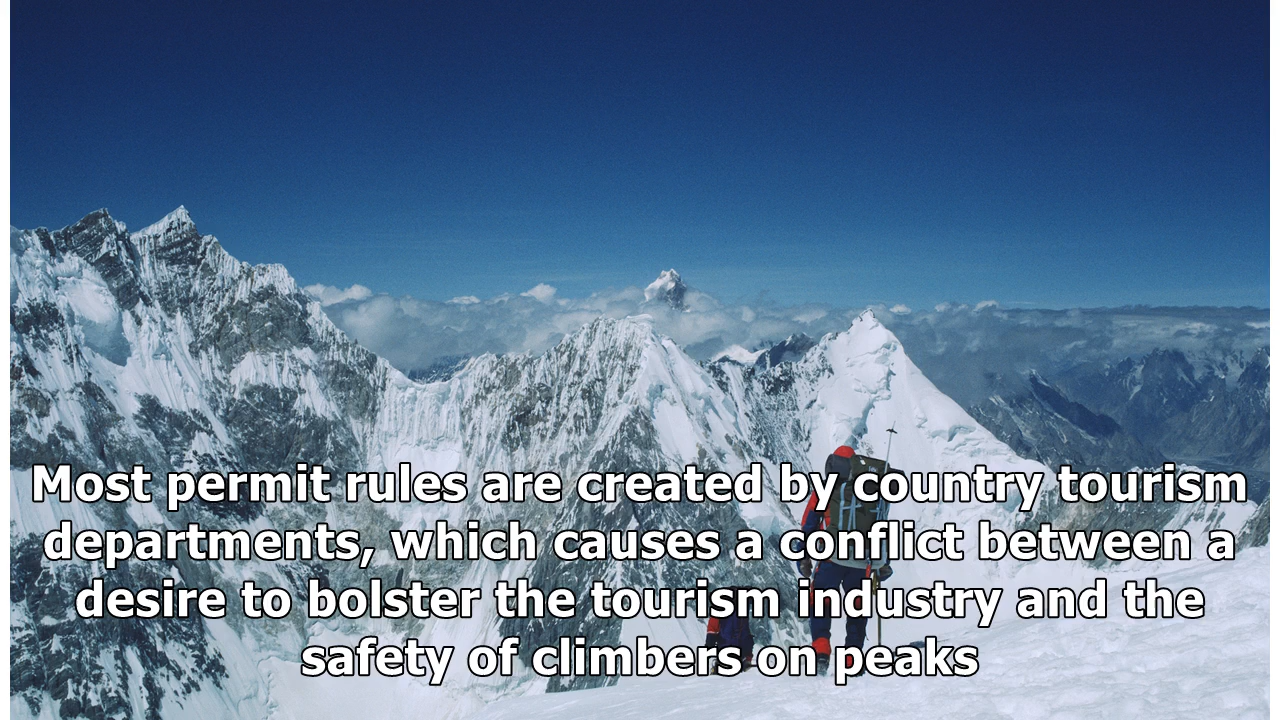 Most permit rules are created by country tourism
departments, which causes a conflict between a
desire to bolster the tourism industry and the
safety of climbers on peaks